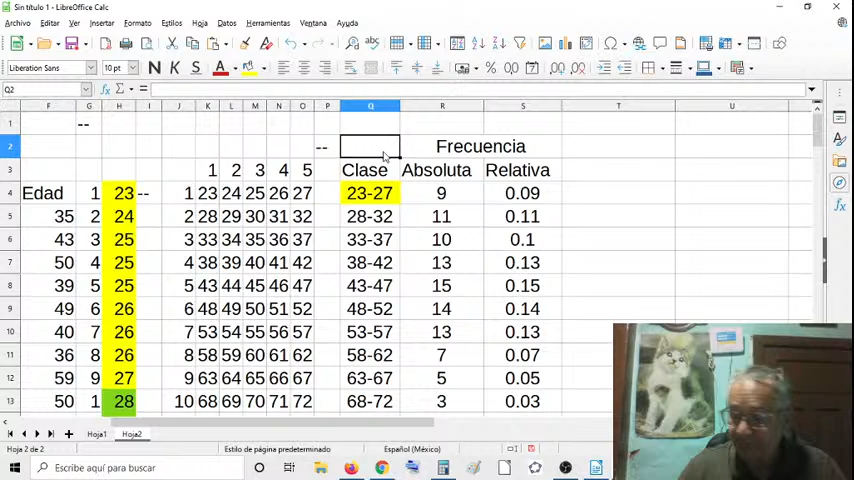 Sin título 1 - LibreOffice Calc
Archivo Editar Ver Insertar Formato Estilos Hoja Datos Herramientas Ventana Ayuda
Liberation Sans 10 pt N K S
Q2
F G H I J K L M N O P Q R S T U
1 --
2 -- Frecuencia
3 1 2 3 4 5 Clase Absoluta Relativa
4 Edad 1 23 -- 1 23 24 25 26 27 23-27 9 0.09
5 35 2 24 2 28 29 30 31 32 28-32 11 0.11
6 43 3 25 3 33 34 35 36 37 33-37 10 0.1
7 50 4 25 4 38 39 40 41 42 38-42 13 0.13
8 39 5 25 5 43 44 45 46 47 43-47 15 0.15
9 49 6 26 6 48 49 50 51 52 48-52 14 0.14
10 40 7 26 7 53 54 55 56 57 53-57 13 0.13
11 36 8 26 8 58 59 60 61 62 58-62 7 0.07
12 59 9 27 9 63 64 65 66 67 63-67 5 0.05
13 50 1 28 10 68 69 70 71 72 68-72 3 0.03
Hoja1 Hoja2
Hoja 2 de 2 Estilo de página predeterminado Español (México)
Escribe aquí para buscar